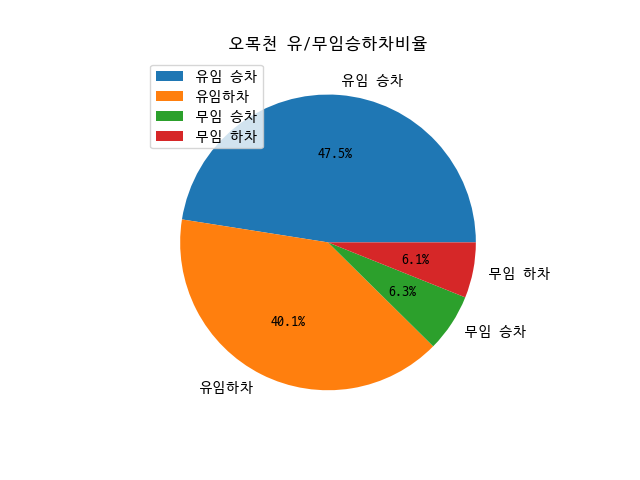 오목천 유/무임승하차비율
유임 승차
유임 승차
유임하차
무임 승차
무임 하차
47.5%
6.1%
무임 하차
6.3%
40.1%
무임 승차
유임하차